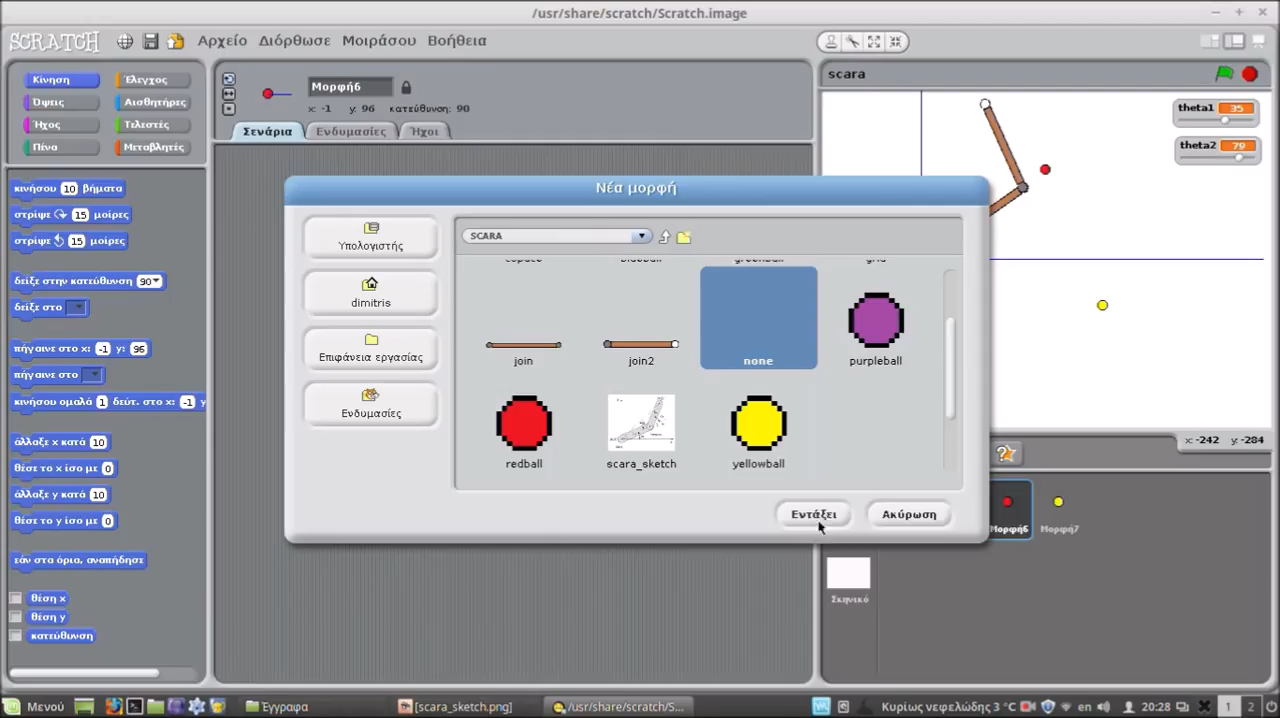 /usr/share/scratch/Scratch.image
SCRATCH Αρχείο Διόρθωσε Μοιράσου Βοήθεια
Κίνηση Έλεγχος
Όψεις Αισθητήρες
Ήχος Τελεστές
Πένα Μεταβλητές
Μορφή6
x: -1 y: 96 κατεύθυνση: 90
Σενάρια Ενδυμασίες Ήχοι
scara
theta1 35
theta2 79
κινήσου 10 βήματα
στρίψε 15 μοίρες
στρίψε 15 μοίρες
δείξε στην κατεύθυνση 90
δείξε στο
πήγαινε στο x: -1 y: 96
πήγαινε στο
κινήσου ομαλά 1 δεύτ. στο x: -1 y
άλλαξε x κατά 10
θέσε το x ίσο με 0
άλλαξε y κατά 10
θέσε το y ίσο με 0
εάν στα όρια, αναπήδησε
θέση x
θέση y
κατεύθυνση
Νέα μορφή
Υπολογιστής
dimitris
Επιφάνεια εργασίας
Ενδυμασίες
SCARA
join join2 none purpleball
redball scara_sketch yellowball
Εντάξει Ακύρωση
x: -242 y: -284
Μορφή6 Μορφή7
Σκηνικό
Μενού Έγγραφα [scara_sketch.png] /usr/share/scratch/S... Κυρίως νεφελώδης 3 °C en 20:28 1 2